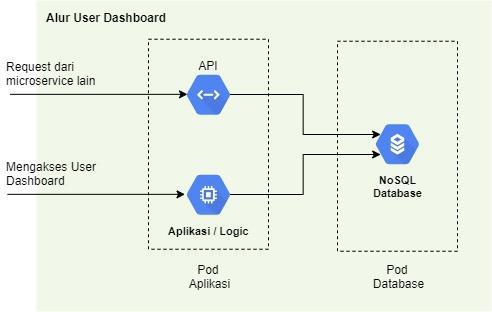 Alur User Dashboard
Request dari
microservice lain
API
Mengakses User
Dashboard
Aplikasi / Logic
NoSQL
Database
Pod
Aplikasi
Pod
Database